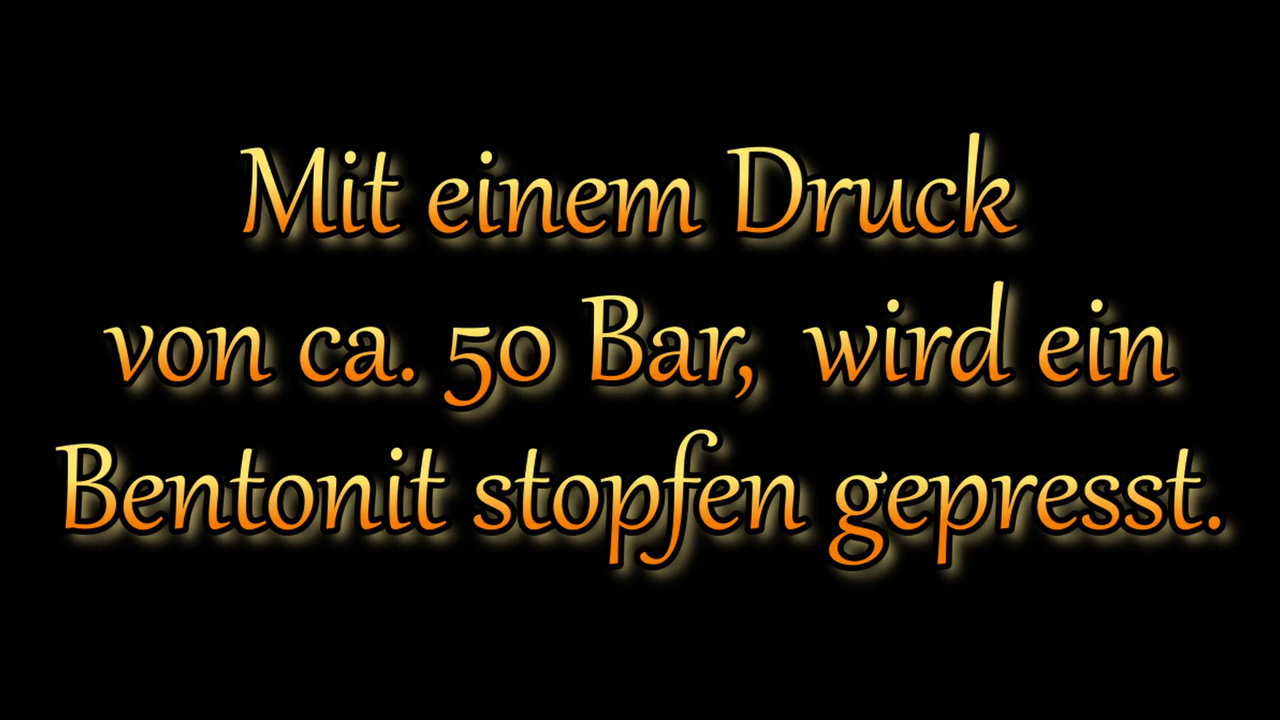 Mit einem Druck
von ca. 50 Bar, wird ein
Bentonit stopfen gepresst.